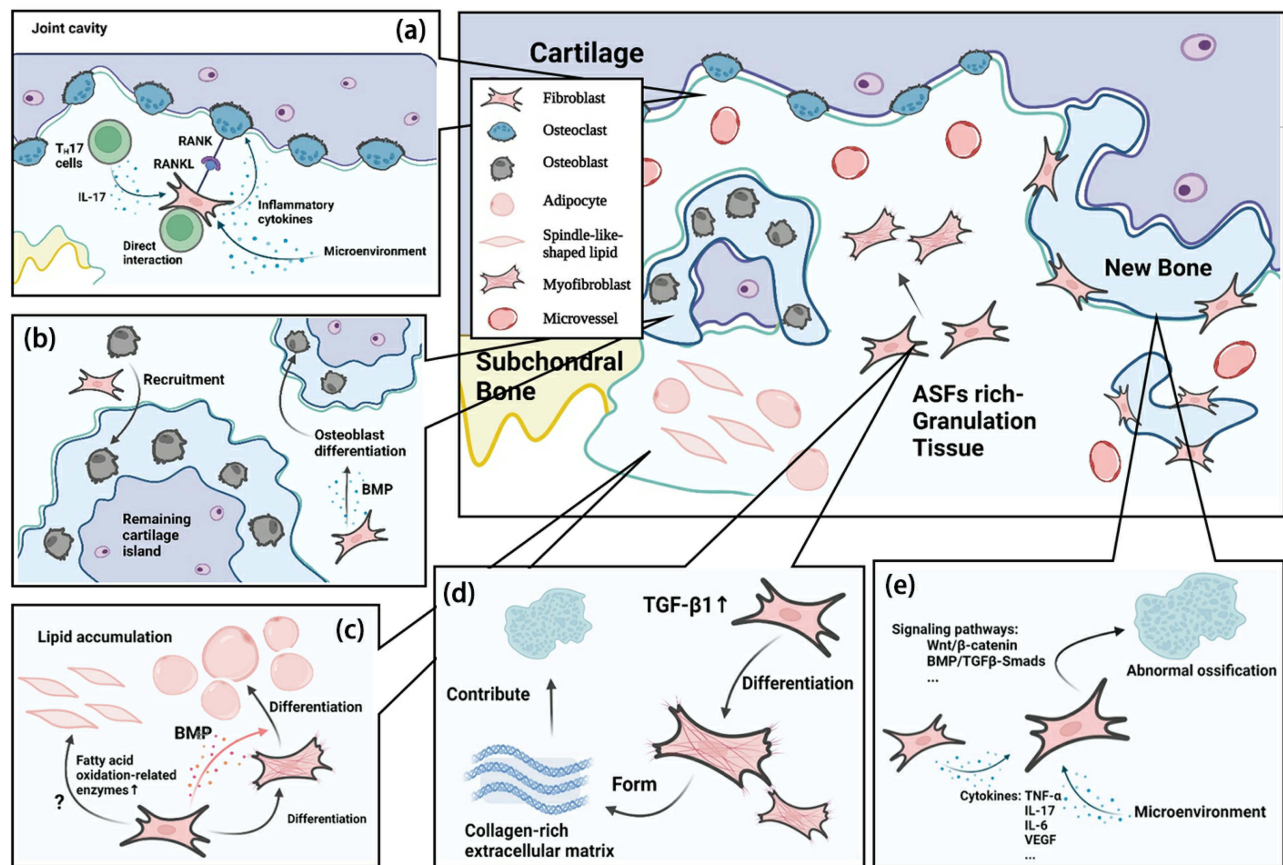 Joint cavity
(a)
T_H17
cells
RANK
RANKL
IL-17
Inflammatory
cytokines
Direct
interaction
Microenvironment
Cartilage
Fibroblast
Osteoclast
Osteoblast
Adipocyte
Spindle-like-
shaped lipid
Myofibroblast
Microvessel
New Bone
Subchondral
Bone
ASFs rich-
Granulation
Tissue
(b)
Recruitment
Osteoblast
differentiation
BMP
Remaining
cartilage
island
(c)
Lipid accumulation
BMP
Differentiation
Fatty acid
oxidation-related
enzymes↑
?
Differentiation
(d)
TGF-β1↑
Contribute
Differentiation
Form
Collagen-rich
extracellular matrix
(e)
Signaling pathways:
Wnt/β-catenin
BMP/TGFβ-Smads
...
Abnormal ossification
Cytokines: TNF-α
IL-17
IL-6
VEGF
...
Microenvironment